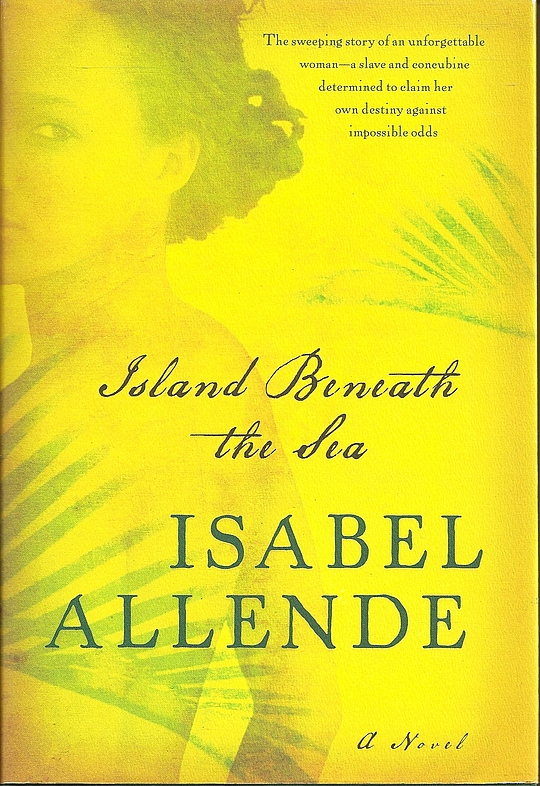 The sweeping story of an unforgettable
woman—a slave and concubine
determined to claim her
own destiny against
impossible odds
Island Beneath
the Sea
ISABEL
ALLENDE
A Novel